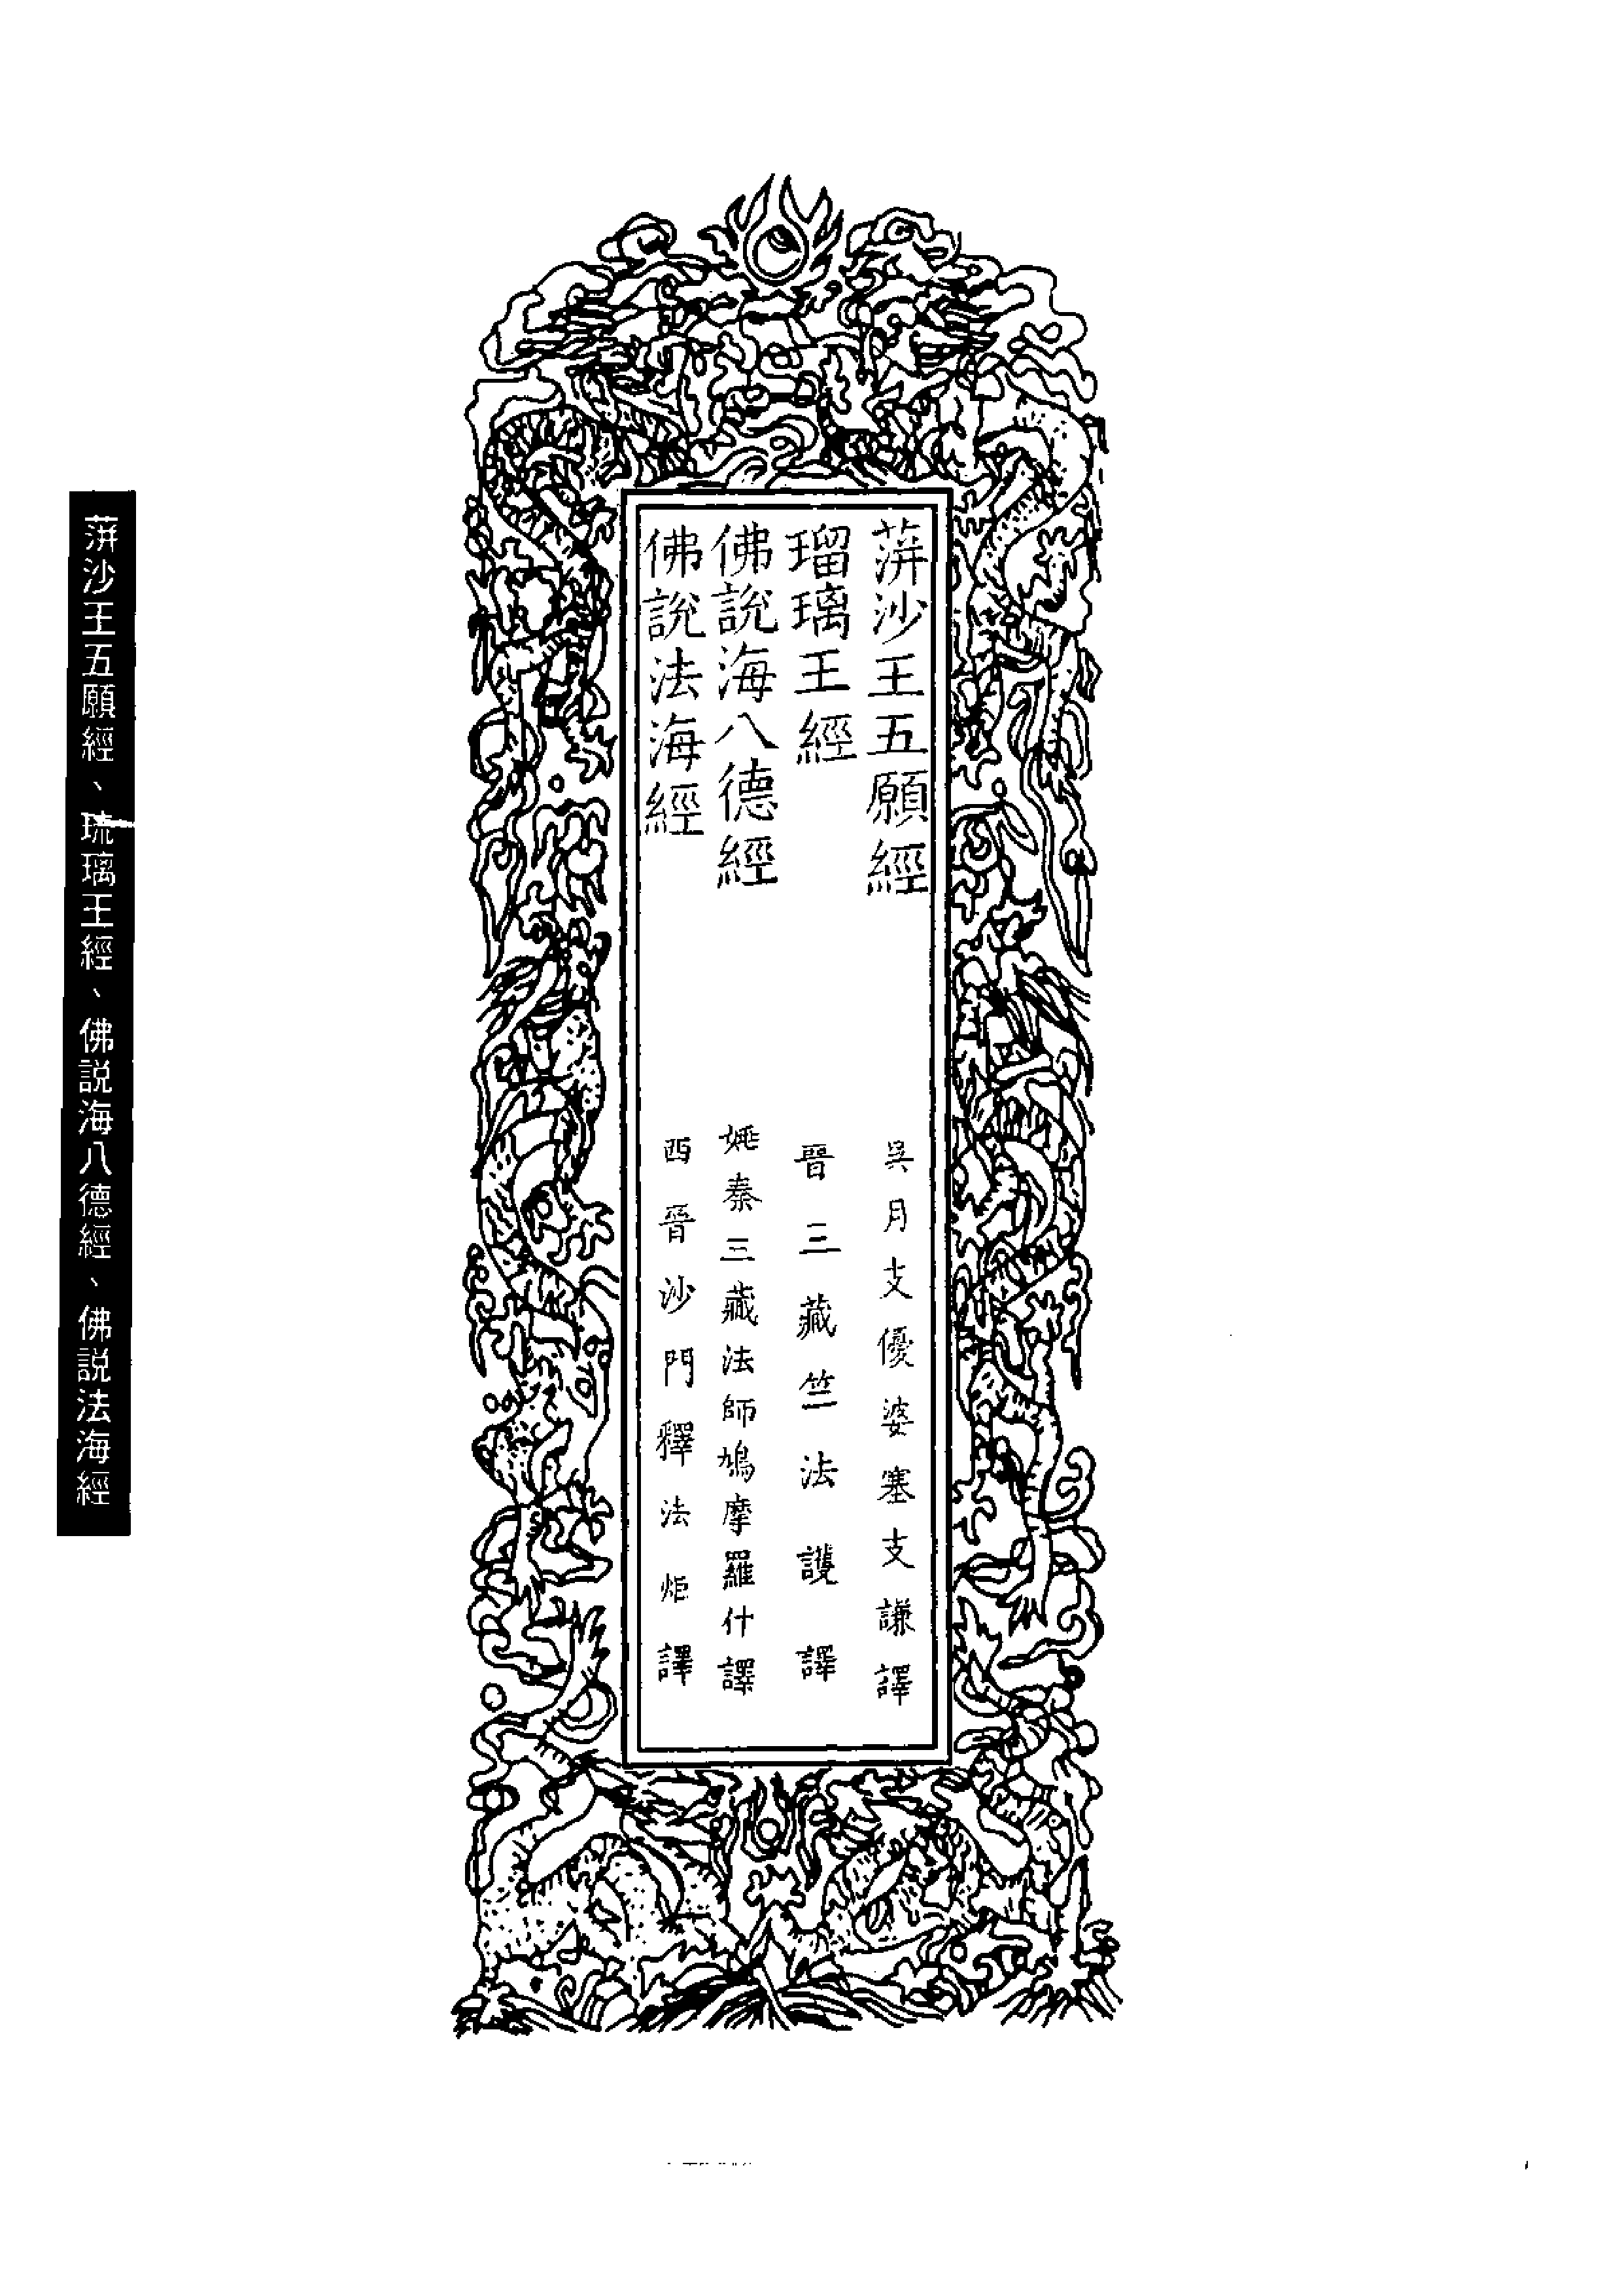 蓱沙王五願經　吳月支優婆塞支謙譯
瑠璃王經　晉三藏竺法護譯
佛說海八德經　姚秦三藏法師鳩摩羅什譯
佛說法海經　西晉沙門釋法炬譯
蓱沙王五願經、琉璃王經、佛說海八德經、佛說法海經